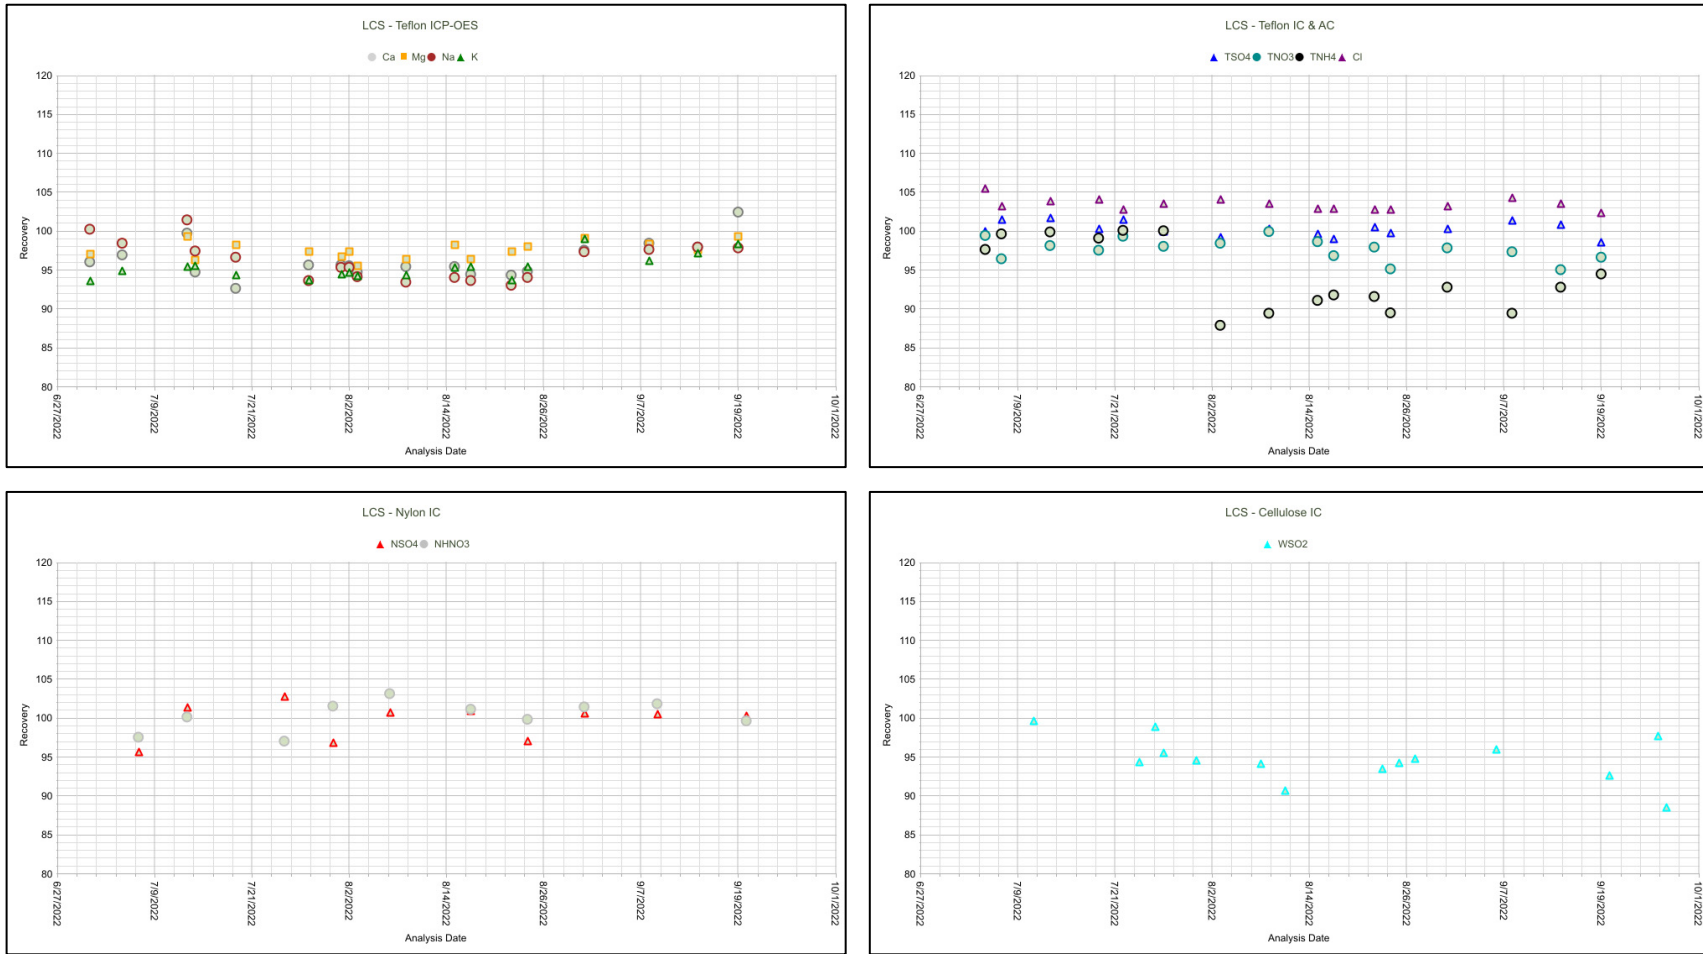 LCS - Teflon ICP-OES
Ca Mg Na K
120
115
110
105
100
95
90
85
80
Recovery
6/27/2022 7/9/2022 7/21/2022 8/2/2022 8/14/2022 8/26/2022 9/7/2022 9/19/2022 10/1/2022
Analysis Date
LCS - Teflon IC & AC
TSO4 TNO3 TNH4 Cl
120
115
110
105
100
95
90
85
80
Recovery
6/27/2022 7/9/2022 7/21/2022 8/2/2022 8/14/2022 8/26/2022 9/7/2022 9/19/2022 10/1/2022
Analysis Date
LCS - Nylon IC
NSO4 NHNO3
120
115
110
105
100
95
90
85
80
Recovery
6/27/2022 7/9/2022 7/21/2022 8/2/2022 8/14/2022 8/26/2022 9/7/2022 9/19/2022 10/1/2022
Analysis Date
LCS - Cellulose IC
WSO2
120
115
110
105
100
95
90
85
80
Recovery
6/27/2022 7/9/2022 7/21/2022 8/2/2022 8/14/2022 8/26/2022 9/7/2022 9/19/2022 10/1/2022
Analysis Date